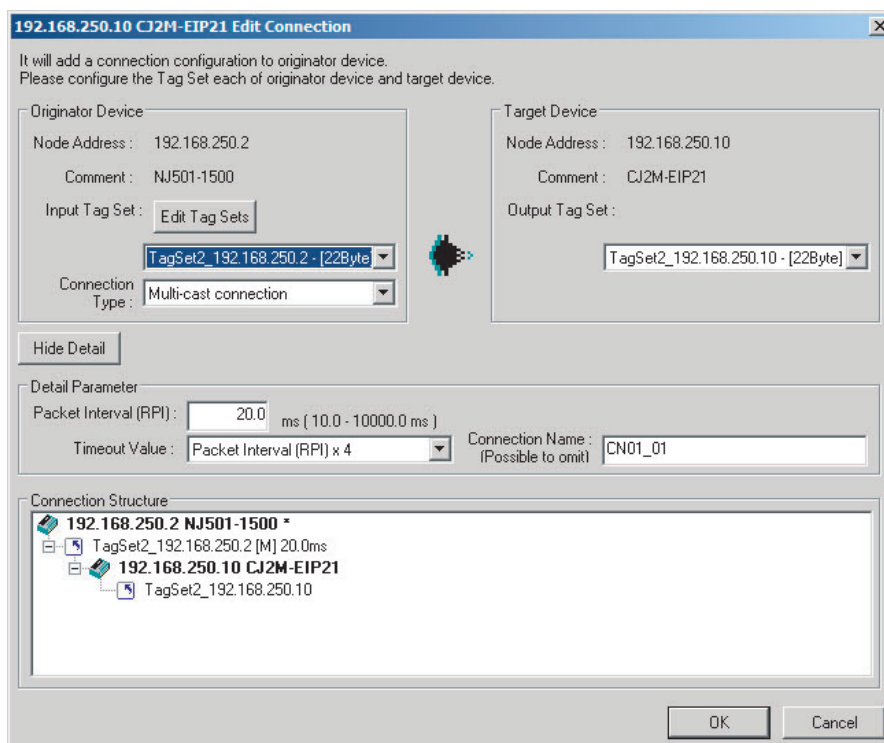 192.168.250.10 CJ2M-EIP21 Edit Connection
It will add a connection configuration to originator device.
Please configure the Tag Set each of originator device and target device.
Originator Device
Node Address : 192.168.250.2
Comment : NJ501-1500
Input Tag Set : Edit Tag Sets
TagSet2_192.168.250.2 - [22Byte
Connection Type : Multi-cast connection
Target Device
Node Address : 192.168.250.10
Comment : CJ2M-EIP21
Output Tag Set :
TagSet2_192.168.250.10 - [22Byte]
Hide Detail
Detail Parameter
Packet Interval (RPI) : 20.0 ms ( 10.0 - 10000.0 ms )
Timeout Value : Packet Interval (RPI) x 4
Connection Name : CN01_01
(Possible to omit)
Connection Structure
192.168.250.2 NJ501-1500 *
TagSet2_192.168.250.2 [M] 20.0ms
192.168.250.10 CJ2M-EIP21
TagSet2_192.168.250.10
OK Cancel